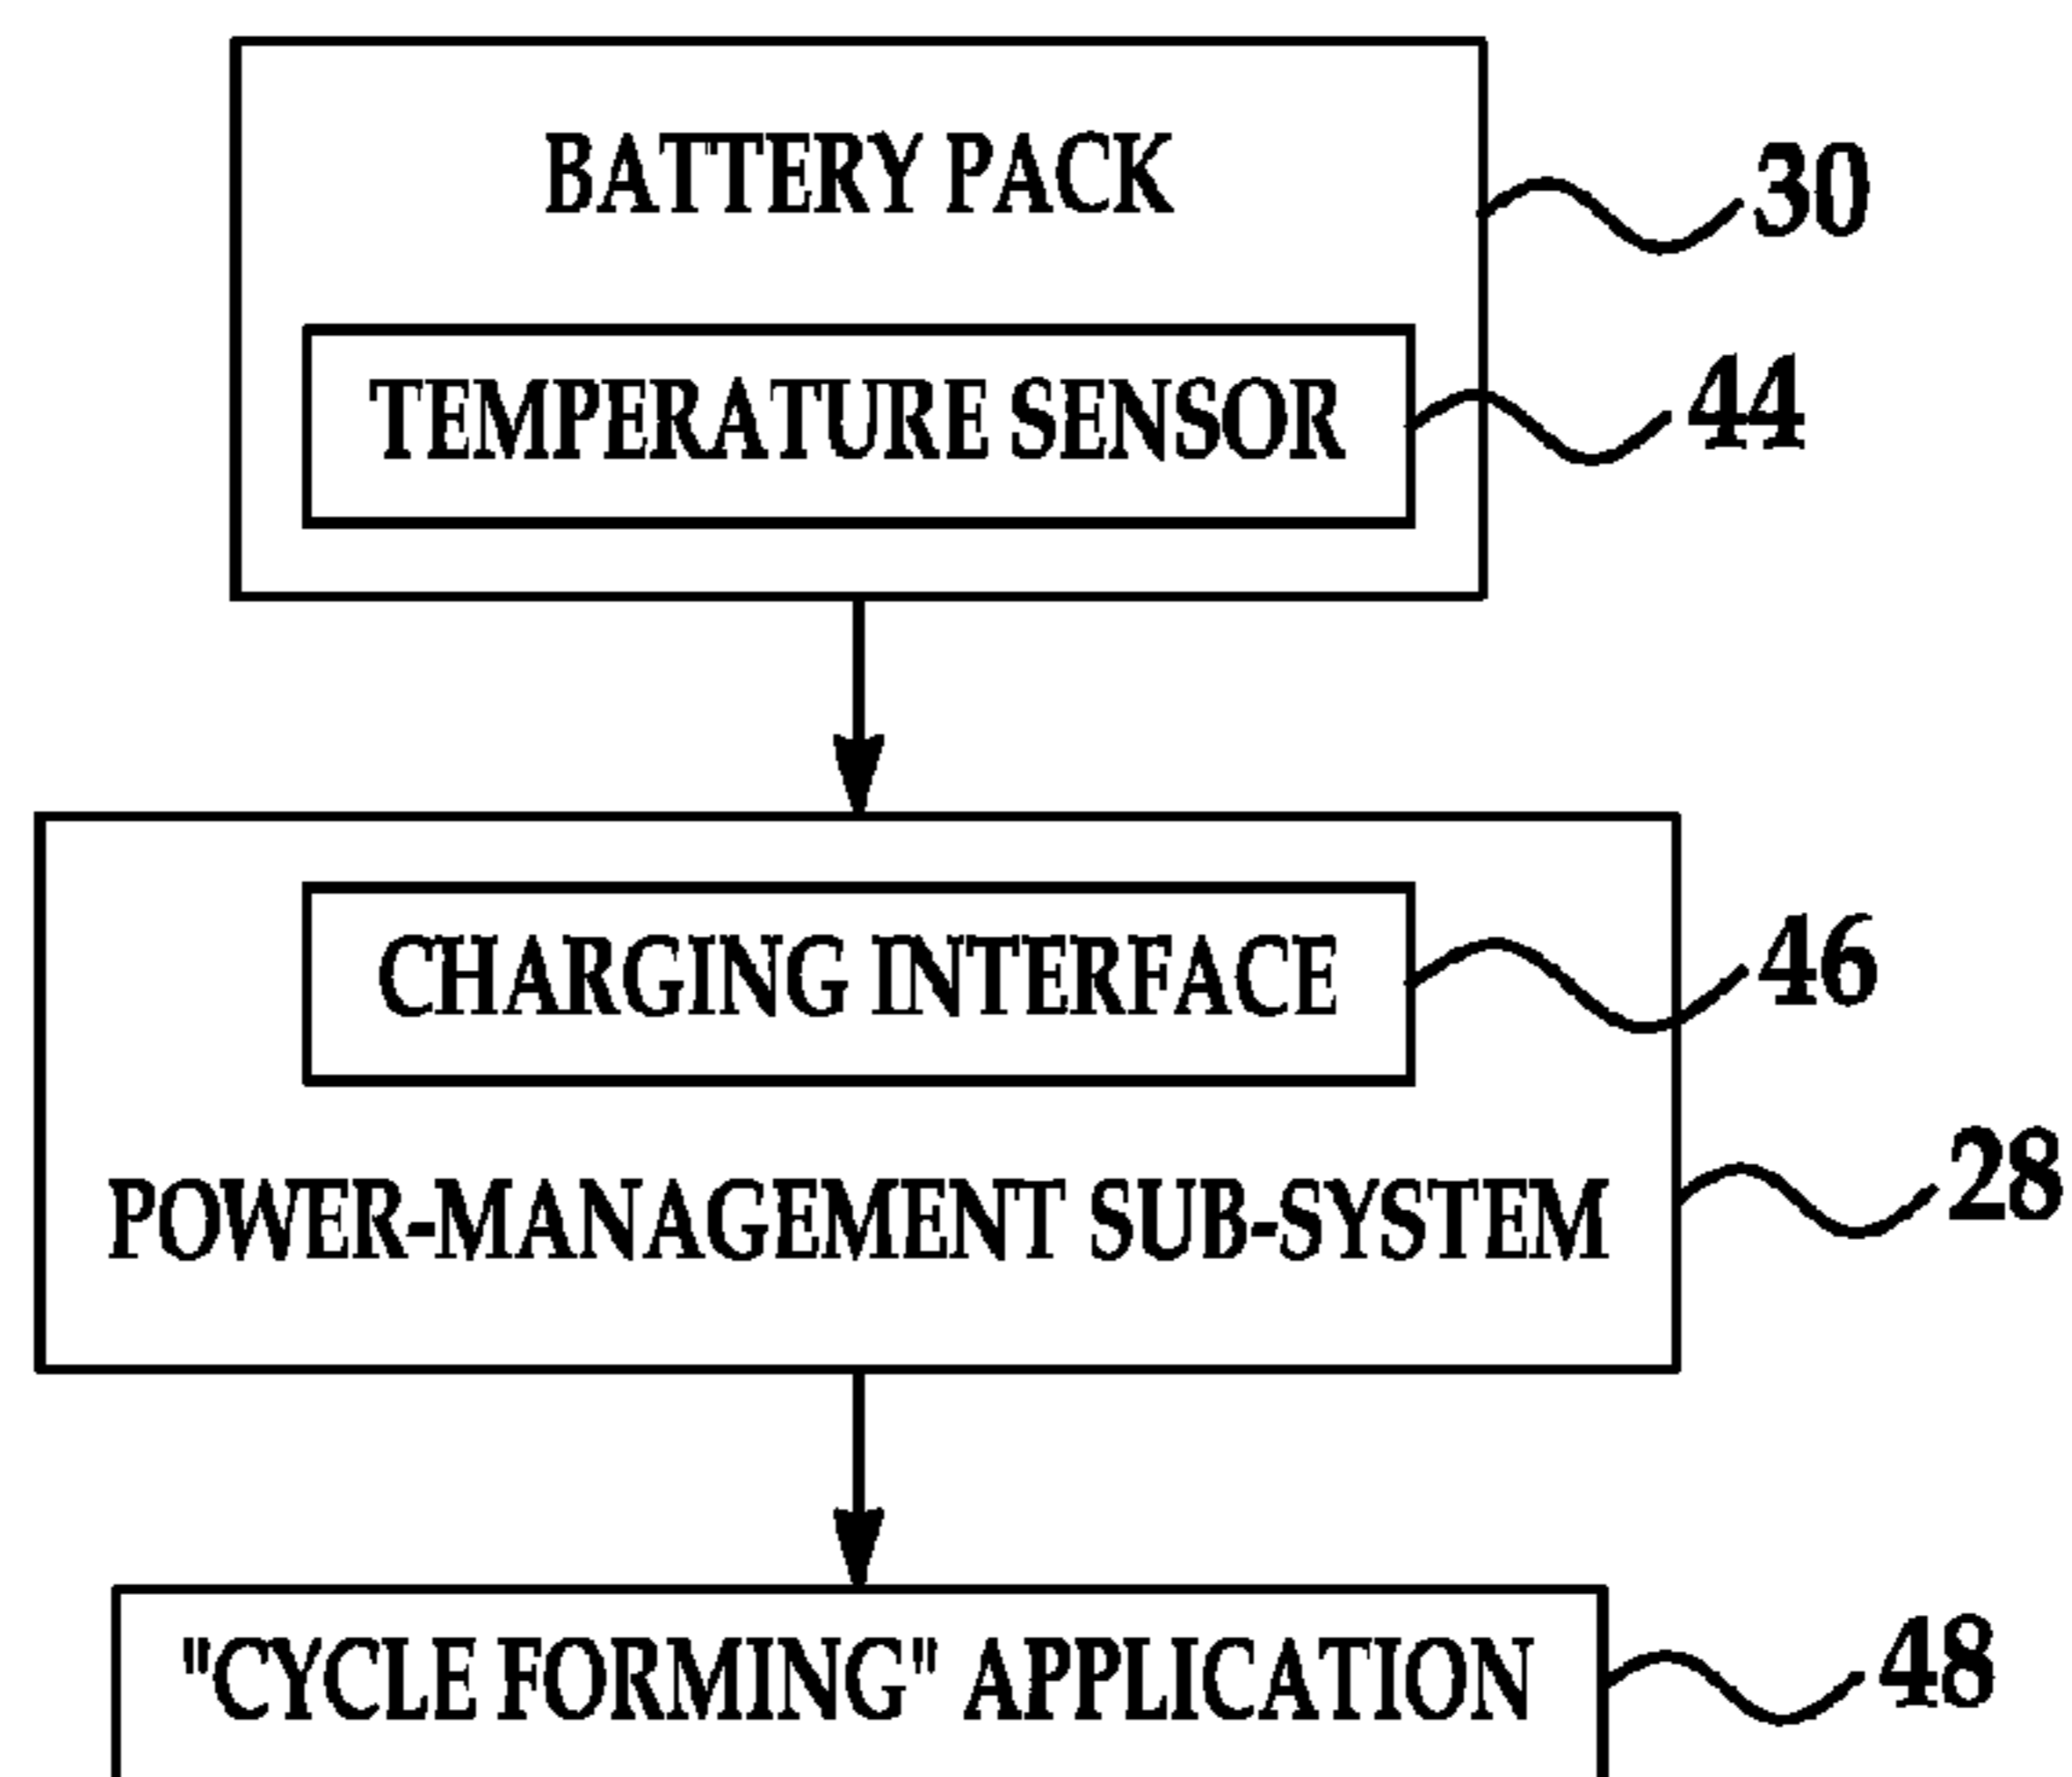 BATTERY PACK
30
TEMPERATURE SENSOR
44
CHARGING INTERFACE
46
POWER-MANAGEMENT SUB-SYSTEM
28
"CYCLE FORMING" APPLICATION
48